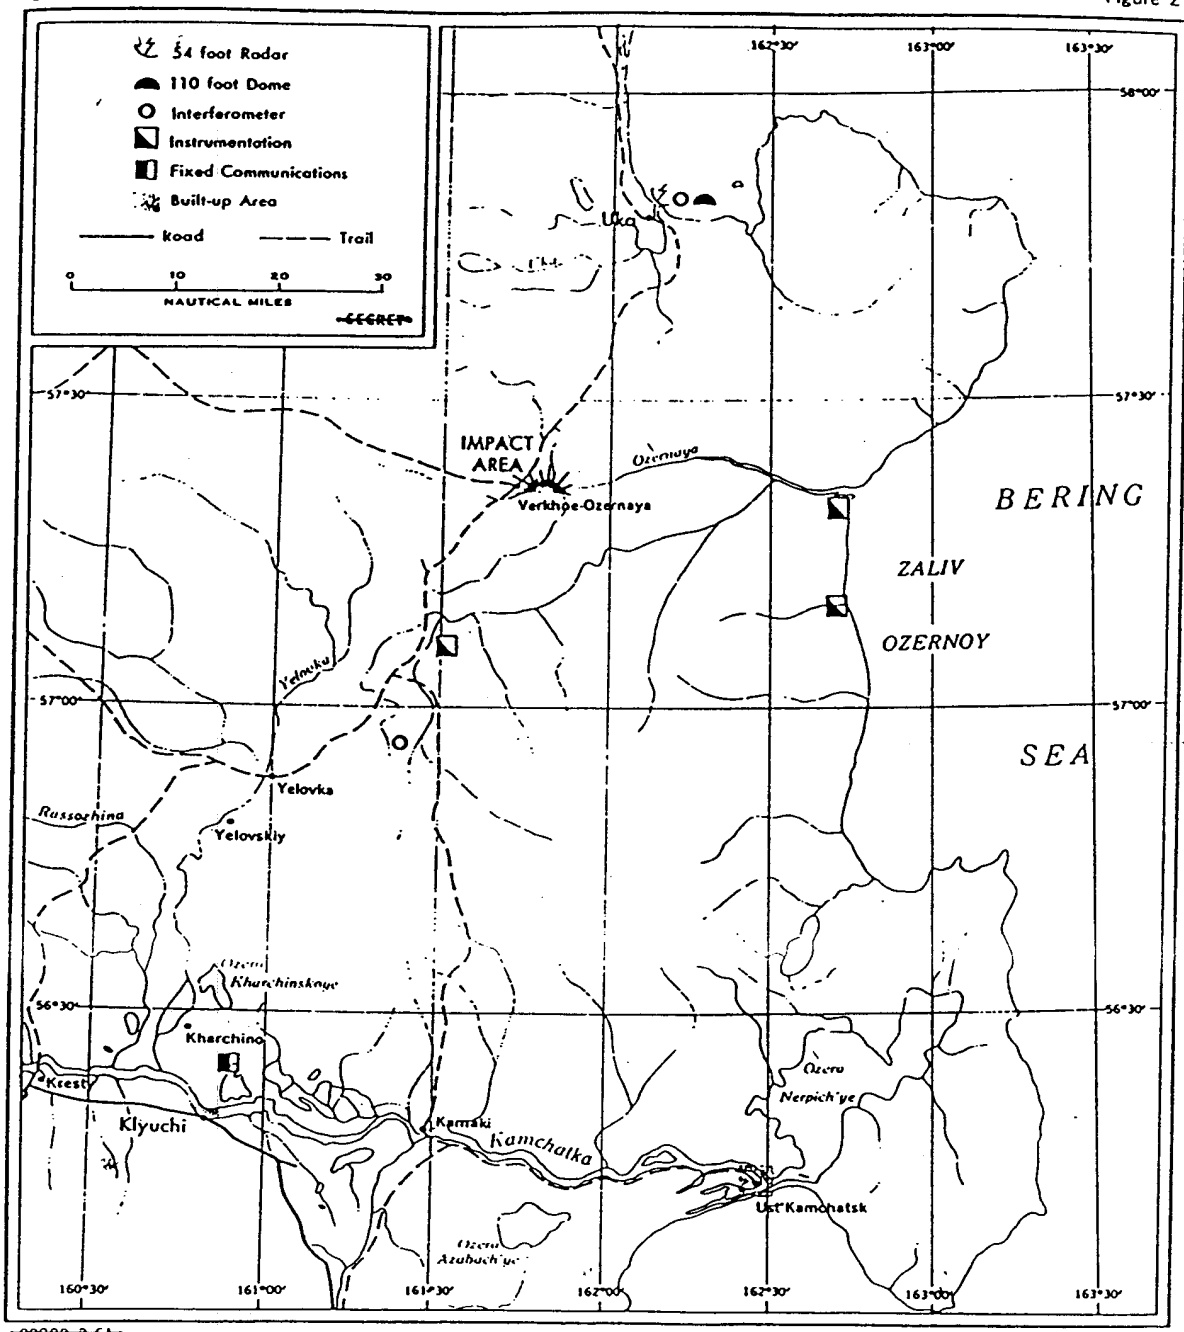 Figure 2
54 foot Radar
110 foot Dome
Interferometer
Instrumentation
Fixed Communications
Built-up Area
Road
Trail
0 10 20 30
NAUTICAL MILES
SECRET
162°30'
163°00'
163°30'
58°00'
Uka
Uka
57°30'
57°30'
IMPACT
AREA
Ozernaya
Verkhoe-Ozernaya
BERING
ZALIV
OZERNOY
Yelovka
57°00'
57°00'
SEA
Yelovka
Rassoshina
Yelovskiy
Ozero
Kharchinskoye
56°30'
56°30'
Kharchino
Krest
Ozero
Nerpich'ye
Klyuchi
Kamaki
Kamchatka
Ust' Kamchatsk
Ozero
Azabach'ye
160°30'
161°00'
161°30'
162°00'
162°30'
163°00'
163°30'